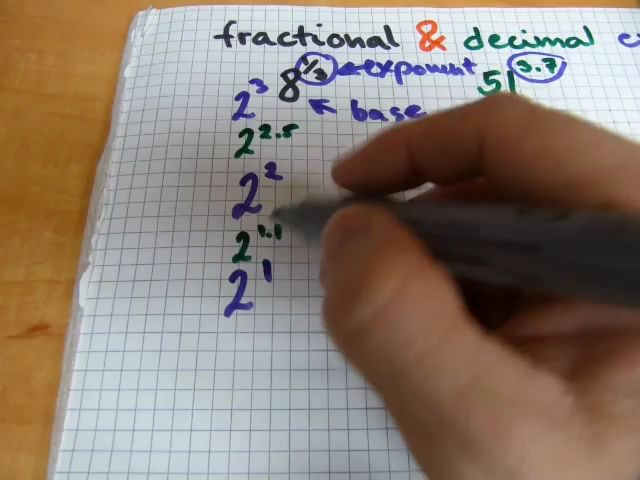 fractional & decimal
8^(1/3) ← exponent 51^3.7
2^3 ↖ base
2^2.5
2^2
2^1.1
2^1